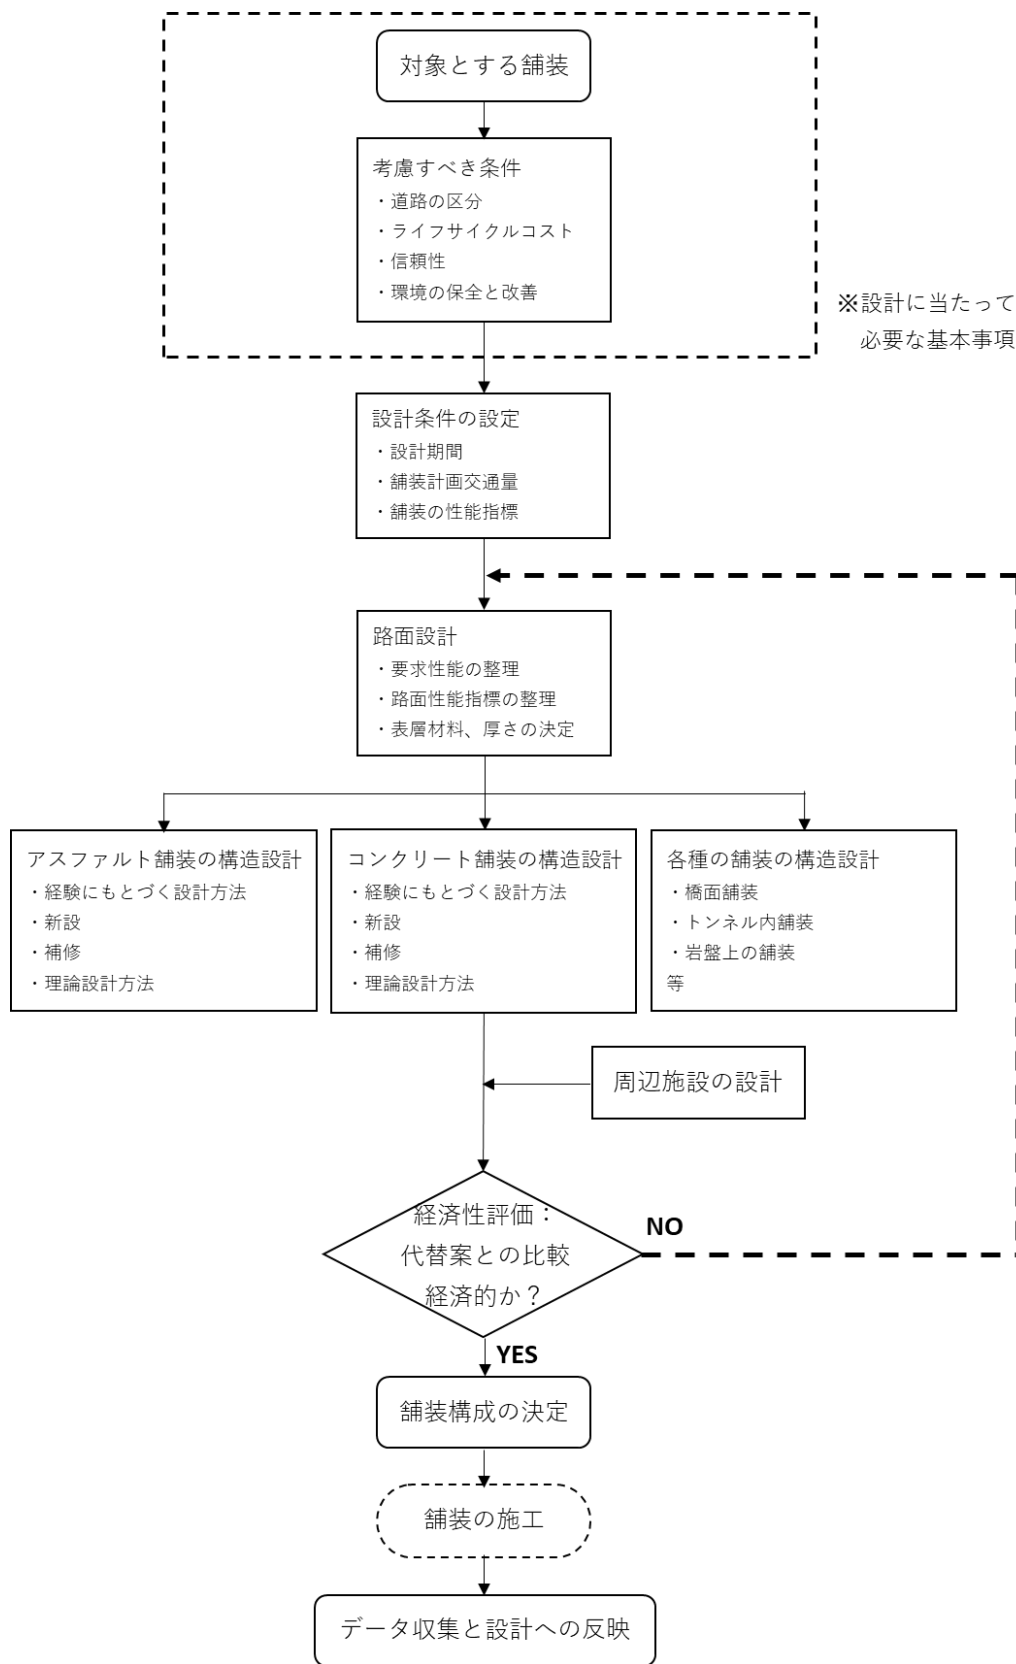 対象とする舗装
考慮すべき条件
・道路の区分
・ライフサイクルコスト
・信頼性
・環境の保全と改善
※設計に当たって
必要な基本事項
設計条件の設定
・設計期間
・舗装計画交通量
・舗装の性能指標
路面設計
・要求性能の整理
・路面性能指標の整理
・表層材料、厚さの決定
アスファルト舗装の構造設計
・経験にもとづく設計方法
・新設
・補修
・理論設計方法
コンクリート舗装の構造設計
・経験にもとづく設計方法
・新設
・補修
・理論設計方法
各種の舗装の構造設計
・橋面舗装
・トンネル内舗装
・岩盤上の舗装
等
周辺施設の設計
経済性評価：
代替案との比較
経済的か？
NO
YES
舗装構成の決定
舗装の施工
データ収集と設計への反映